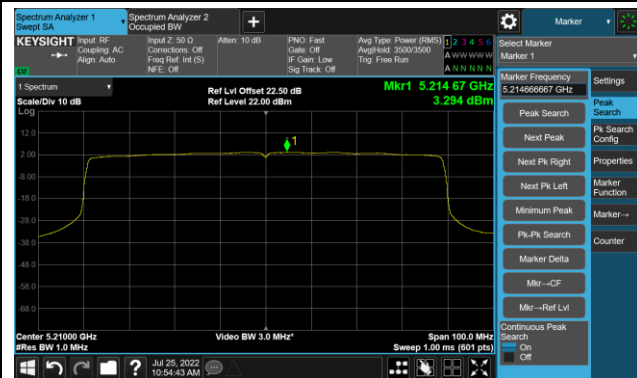 Spectrum Analyzer 1
Swept SA
Spectrum Analyzer 2
Occupied BW
+
Marker
KEYSIGHT
Input: RF
Coupling: AC
Align: Auto
Input Z: 50 Ω
Corrections: Off
Freq Ref: Int (S)
NFE: Off
Atten: 10 dB
PNO: Fast
Gate: Off
IF Gain: Low
Sig Track: Off
Avg Type: Power (RMS)
Avg|Hold: 3500/3500
Trig: Free Run
1 2 3 4 5 6
A W W W W W
A N N N N N
LXI
Select Marker
Marker 1
1 Spectrum
Scale/Div 10 dB
Ref Lvl Offset 22.50 dB
Ref Level 22.00 dBm
Mkr1 5.214 67 GHz
3.294 dBm
Log
12.0
2.00
-8.00
-18.0
-28.0
-38.0
-48.0
-58.0
-68.0
1
Center 5.21000 GHz
#Res BW 1.0 MHz
Video BW 3.0 MHz*
Span 100.0 MHz
Sweep 1.00 ms (601 pts)
Marker Frequency
5.214666667 GHz
Peak Search
Next Peak
Next Pk Right
Next Pk Left
Minimum Peak
Pk-Pk Search
Marker Delta
Mkr→CF
Mkr→Ref Lvl
Continuous Peak
Search
On
Off
Settings
Peak
Search
Pk Search
Config
Properties
Marker
Function
Marker→
Counter
?
Jul 25, 2022
10:54:43 AM